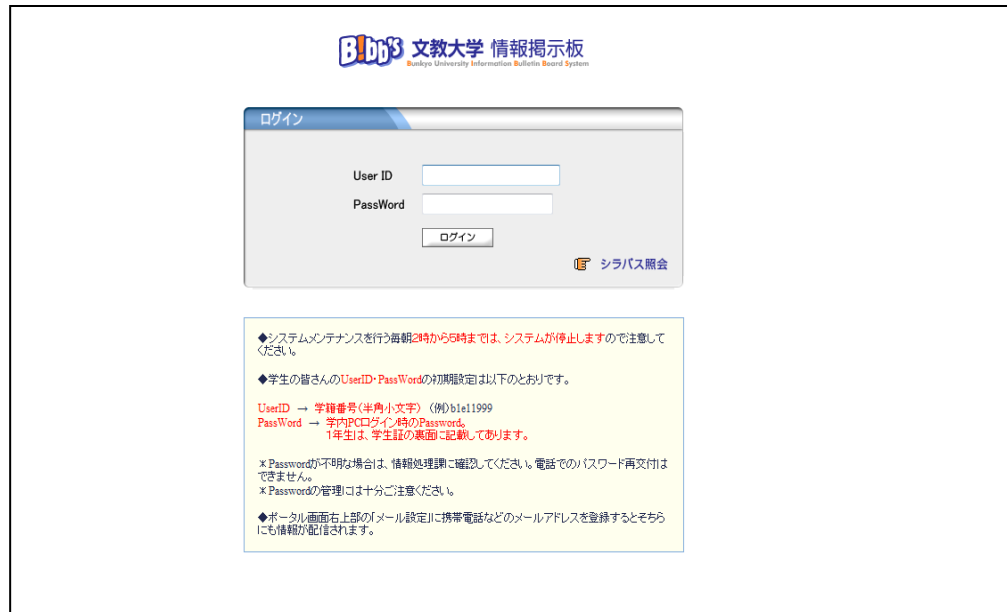 B!bb's 文教大学 情報掲示板
Bunkyo University Information Bulletin Board System
ログイン
User ID
PassWord
ログイン
シラバス照会
◆システムメンテナンスを行う毎朝2時から5時までは、システムが停止しますので注意して
ください。
◆学生の皆さんのUserID・PassWordの初期設定は以下のとおりです。
UserID → 学籍番号(半角小文字) (例)b1e11999
PassWord → 学内PCログイン時のPassword。
1年生は、学生証の裏面に記載してあります。
※Passwordが不明な場合は、情報処理課に確認してください。電話でのパスワード再交付は
できません。
※Passwordの管理には十分ご注意ください。
◆ポータル画面右上部の「メール設定」に携帯電話などのメールアドレスを登録するとそちら
にも情報が配信されます。